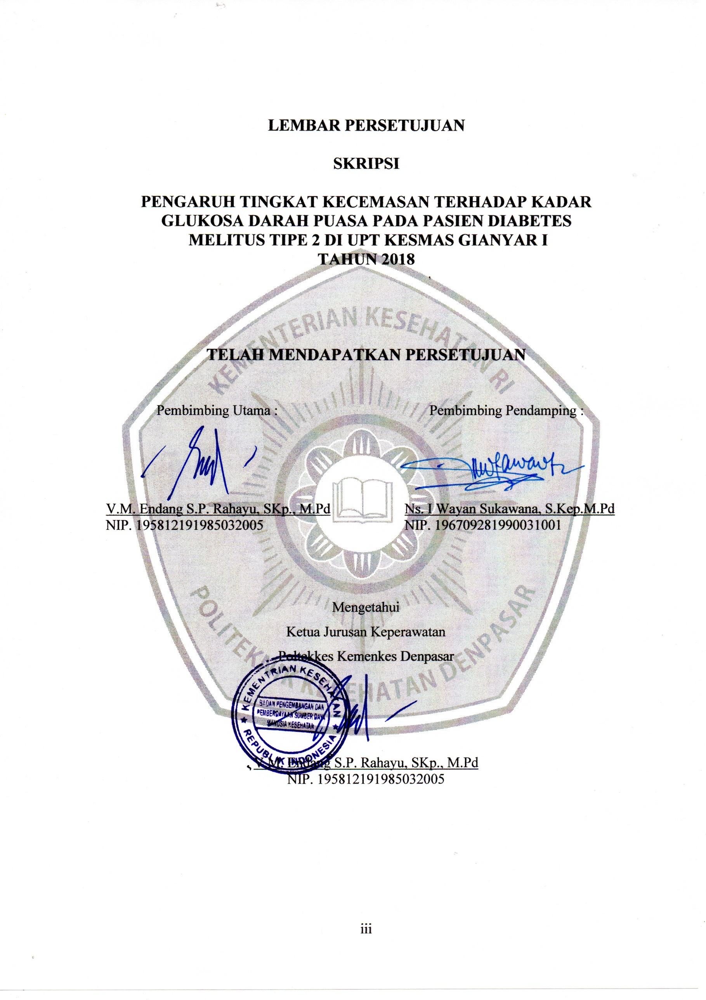 LEMBAR PERSETUJUAN
SKRIPSI
PENGARUH TINGKAT KECEMASAN TERHADAP KADAR
GLUKOSA DARAH PUASA PADA PASIEN DIABETES
MELITUS TIPE 2 DI UPT KESMAS GIANYAR I
TAHUN 2018
KEMENTERIAN KESEHATAN RI
TELAH MENDAPATKAN PERSETUJUAN
Pembimbing Utama :
Pembimbing Pendamping :
V.M. Endang S.P. Rahayu, SKp., M.Pd
NIP. 195812191985032005
Ns. I Wayan Sukawana, S.Kep.M.Pd
NIP. 196709281990031001
Mengetahui
Ketua Jurusan Keperawatan
Poltekkes Kemenkes Denpasar
POLITEKNIK KESEHATAN DENPASAR
KEMENTRIAN KESEHATAN
BADAN PENGEMBANGAN DAN
PEMBERDAYAAN SUMBER DAYA
MANUSIA KESEHATAN
REPUBLIK INDONESIA
V.M. Endang S.P. Rahayu, SKp., M.Pd
NIP. 195812191985032005
iii